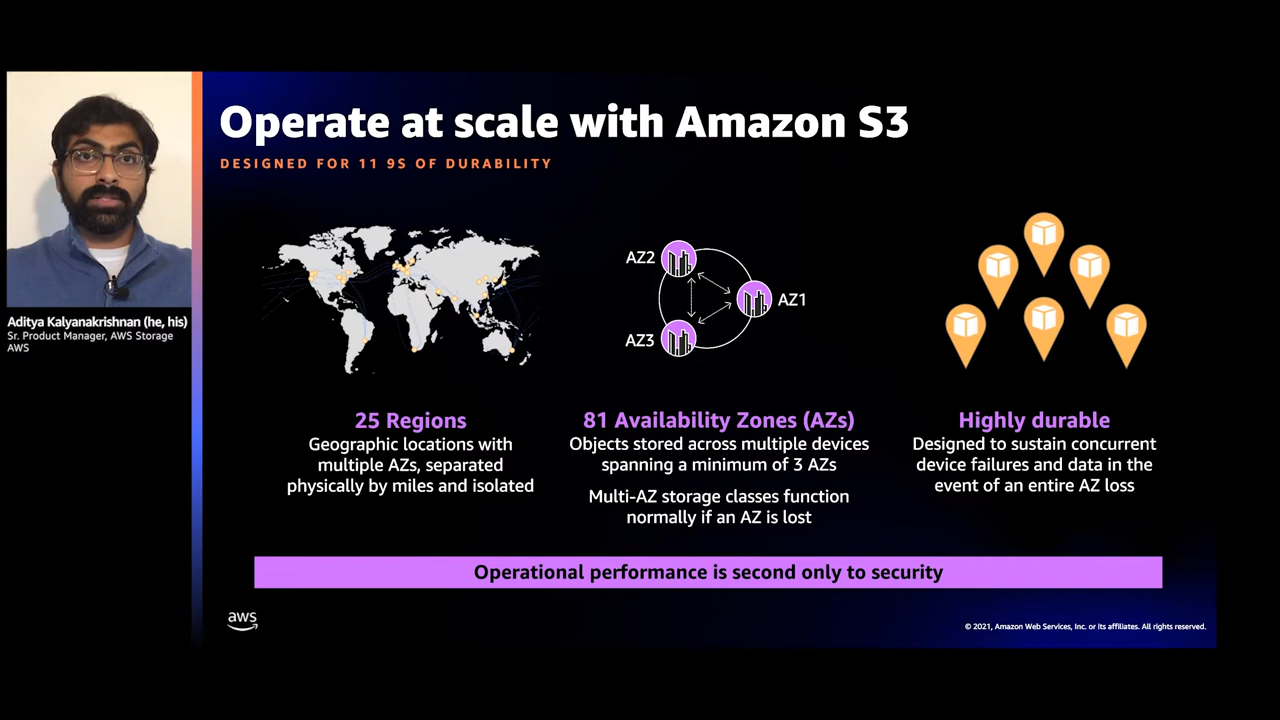 Operate at scale with Amazon S3
DESIGNED FOR 11 9S OF DURABILITY
Aditya Kalyanakrishnan (he, his)
Sr. Product Manager, AWS Storage
AWS
AZ2
AZ1
AZ3
25 Regions
Geographic locations with
multiple AZs, separated
physically by miles and isolated
81 Availability Zones (AZs)
Objects stored across multiple devices
spanning a minimum of 3 AZs
Multi-AZ storage classes function
normally if an AZ is lost
Highly durable
Designed to sustain concurrent
device failures and data in the
event of an entire AZ loss
Operational performance is second only to security
aws
© 2021, Amazon Web Services, Inc. or its affiliates. All rights reserved.